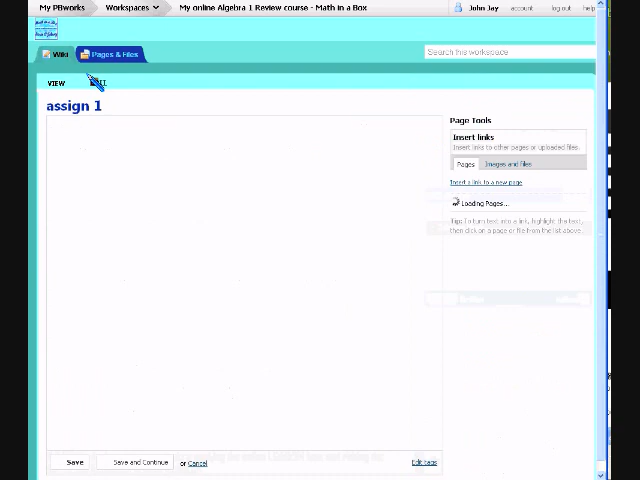 My PBworks
Workspaces
My online Algebra 1 Review course - Math in a Box
John Jay
account
log out
help
Wiki
Pages & Files
Search this workspace
VIEW
assign 1
Page Tools
Insert links
Insert links to other pages or uploaded files.
Pages
Images and files
Insert a link to a new page
Loading Pages...
Tip: To turn text into a link, highlight the text,
then click on a page or file from the list above.
Save
Save and Continue
or Cancel
Edit tags